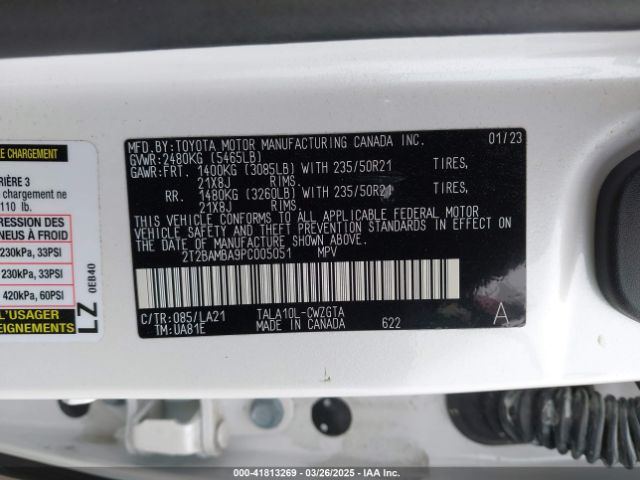 E CHARGEMENT
RIÈRE 3
chargement ne
110 lb.
RESSION DES
NEUS À FROID
230kPa, 33PSI
230kPa, 33PSI
420kPa, 60PSI
L'USAGER
SEIGNEMENTS
LZ 0EB40
MFD.BY:TOYOTA MOTOR MANUFACTURING CANADA INC. 01/23
GVWR:2480KG (5465LB)
GAWR:FRT. 1400KG (3085LB) WITH 235/50R21 TIRES,
21X8J RIMS,
RR. 1480KG (3260LB) WITH 235/50R21 TIRES,
21X8J RIMS.
THIS VEHICLE CONFORMS TO ALL APPLICABLE FEDERAL MOTOR
VEHICLE SAFETY AND THEFT PREVENTION STANDARDS IN EFFECT ON
THE DATE OF MANUFACTURE SHOWN ABOVE.
2T2BAMBA9PC005051 MPV
C/TR:085/LA21 TALA10L-CWZGTA
TM:UA81E MADE IN CANADA 622 A
000-41813269 - 03/26/2025 - IAA Inc.